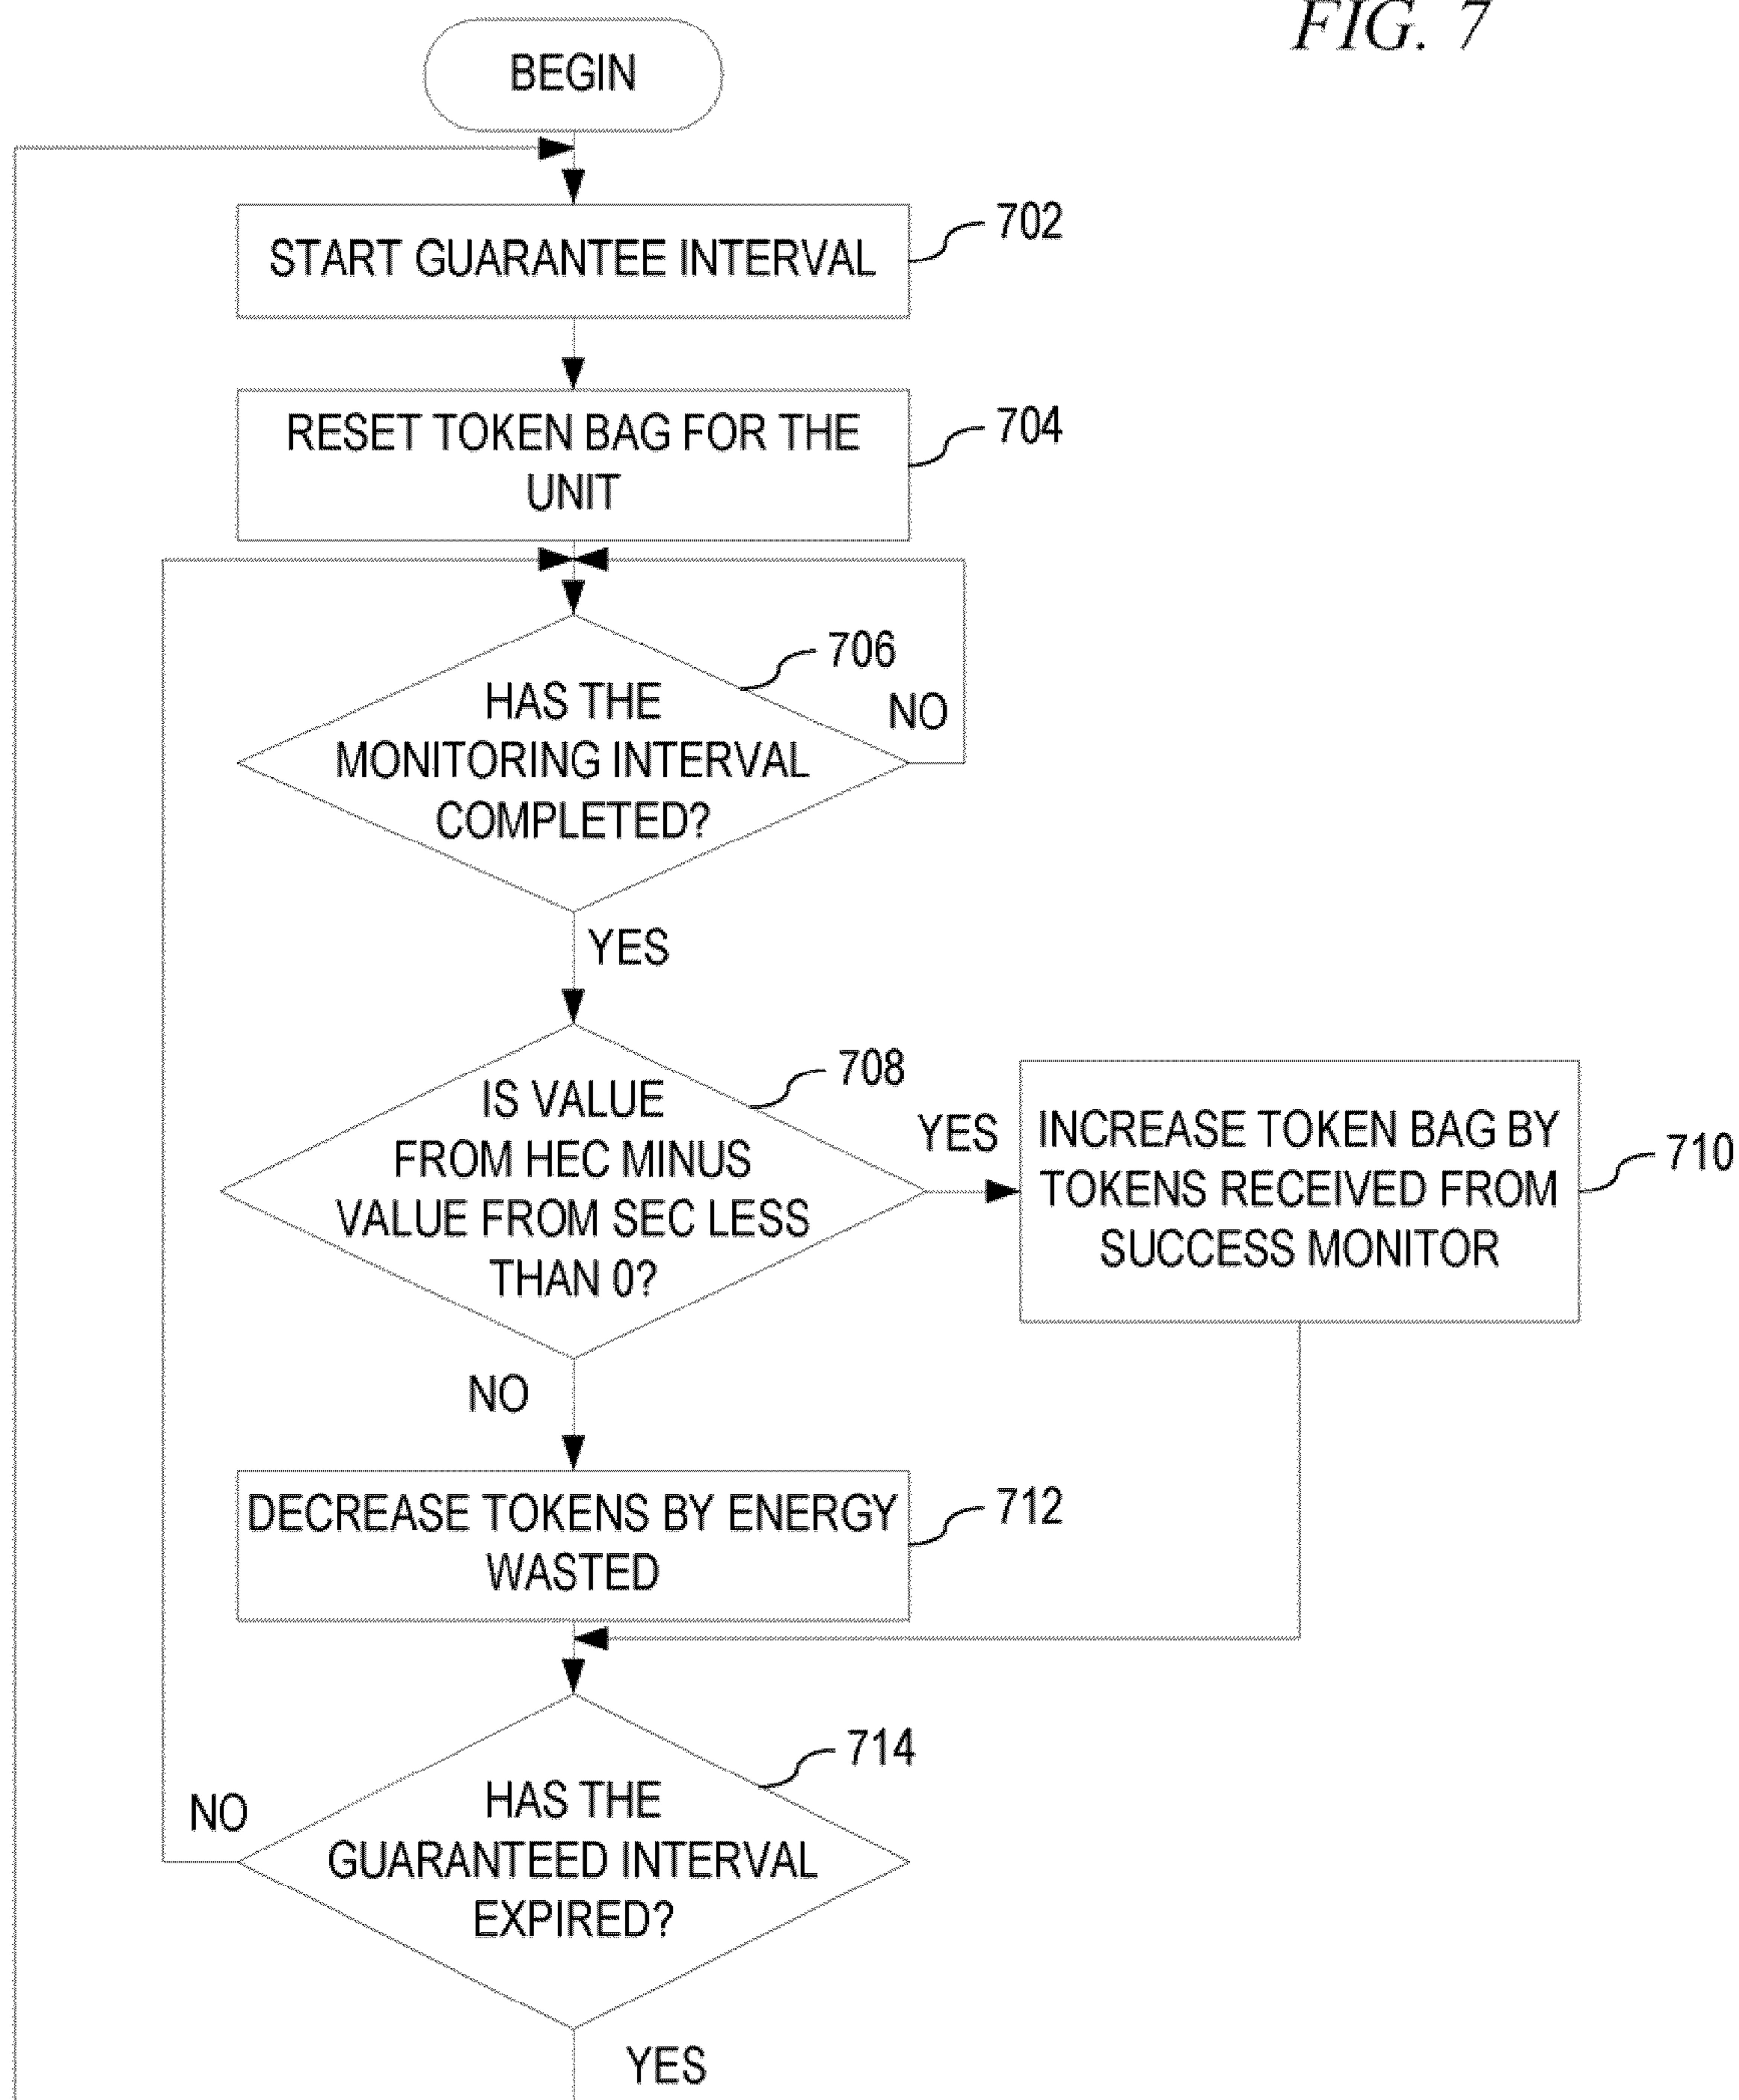 FIG. 7
BEGIN
702
START GUARANTEE INTERVAL
704
RESET TOKEN BAG FOR THE
UNIT
706
HAS THE
MONITORING INTERVAL
COMPLETED?
NO
YES
708
IS VALUE
FROM HEC MINUS
VALUE FROM SEC LESS
THAN 0?
YES
INCREASE TOKEN BAG BY
TOKENS RECEIVED FROM
SUCCESS MONITOR
710
NO
712
DECREASE TOKENS BY ENERGY
WASTED
714
HAS THE
GUARANTEED INTERVAL
EXPIRED?
NO
YES